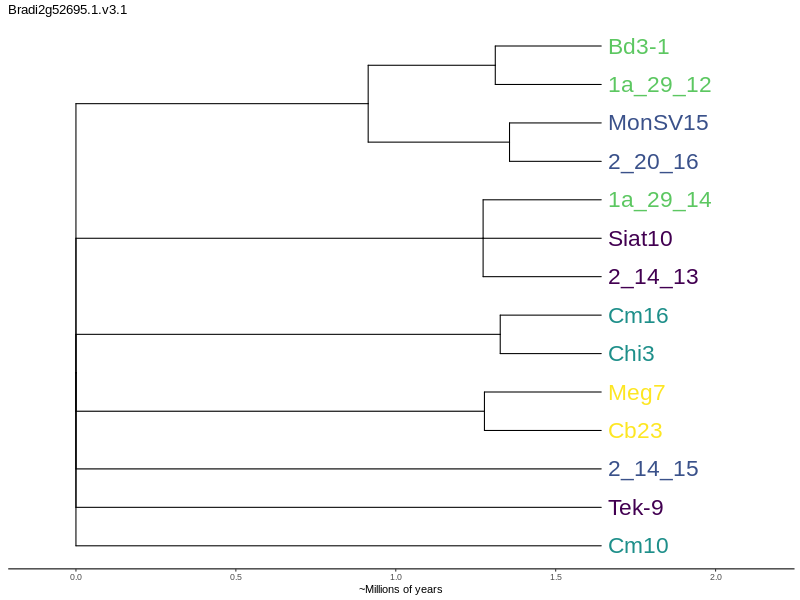 Bradi2g52695.1.v3.1
Bd3-1
1a_29_12
MonSV15
2_20_16
1a_29_14
Siat10
2_14_13
Cm16
Chi3
Meg7
Cb23
2_14_15
Tek-9
Cm10
0.0 0.5 1.0 1.5 2.0
~Millions of years